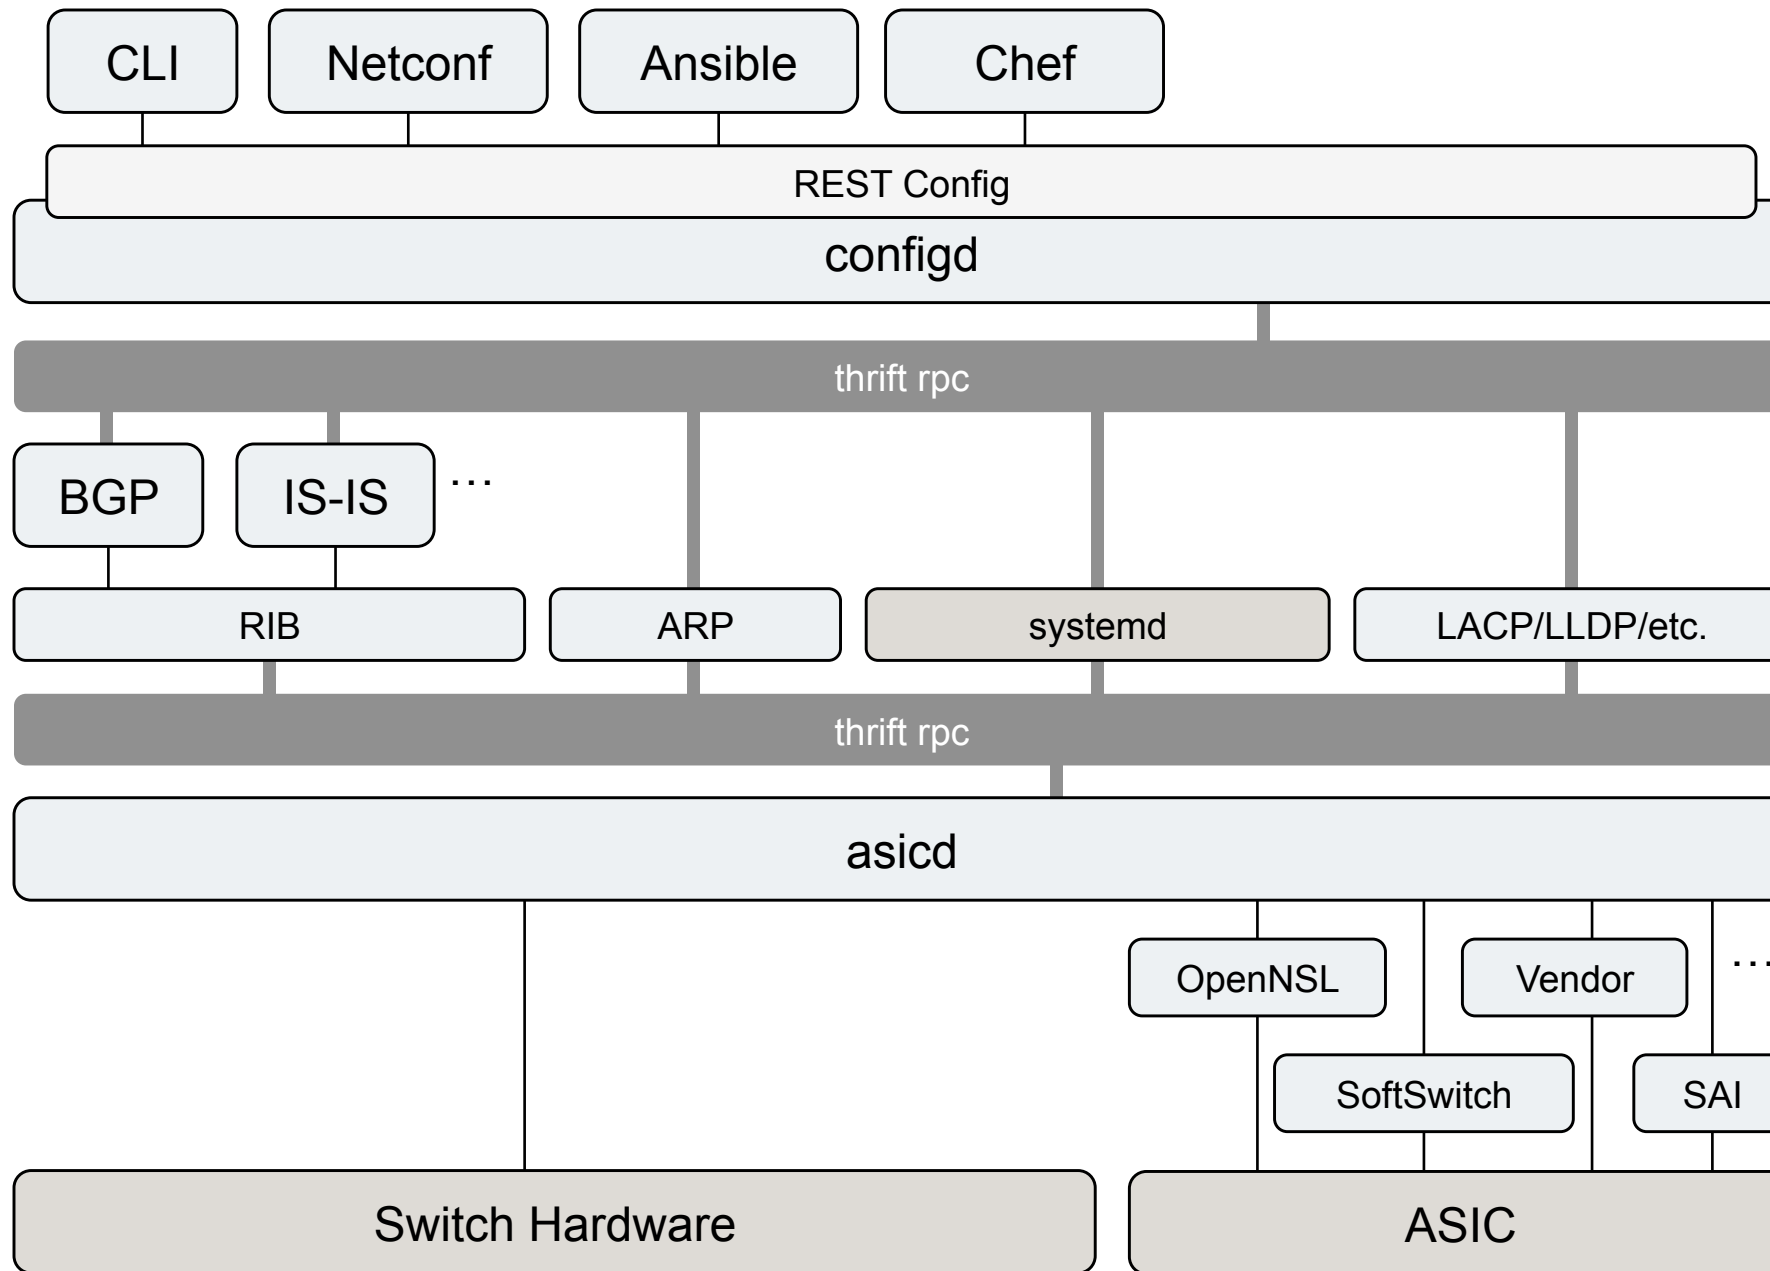 CLI
Netconf
Ansible
Chef
REST Config
configd
thrift rpc
BGP
IS-IS
...
RIB
ARP
systemd
LACP/LLDP/etc.
thrift rpc
asicd
OpenNSL
Vendor
...
SoftSwitch
SAI
Switch Hardware
ASIC